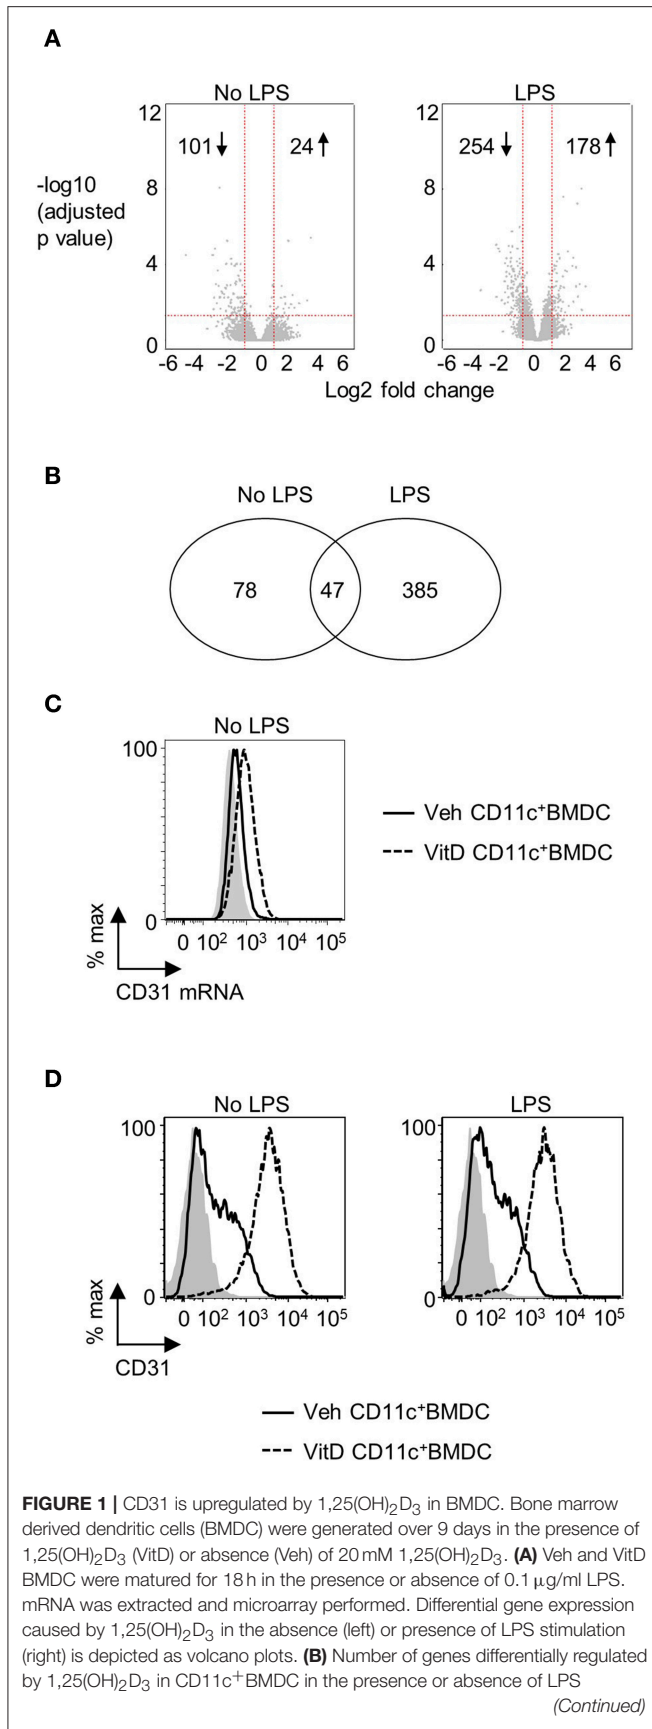 A
No LPS
LPS
12
8
4
0
101↓
24↑
-log10
(adjusted
p value)
-6 -4 -2 0 2 4 6
12
8
4
0
254↓
178↑
-6 -4 -2 0 2 4 6
Log2 fold change
B
No LPS
LPS
78
47
385
C
No LPS
100
0
% max
0 10² 10³ 10⁴ 10⁵
CD31 mRNA
Veh CD11c⁺BMDC
VitD CD11c⁺BMDC
D
No LPS
LPS
100
0
% max
0 10² 10³ 10⁴ 10⁵
CD31
100
0
0 10² 10³ 10⁴ 10⁵
Veh CD11c⁺BMDC
VitD CD11c⁺BMDC
FIGURE 1 | CD31 is upregulated by 1,25(OH)₂D₃ in BMDC. Bone marrow
derived dendritic cells (BMDC) were generated over 9 days in the presence of
1,25(OH)₂D₃ (VitD) or absence (Veh) of 20 mM 1,25(OH)₂D₃. (A) Veh and VitD
BMDC were matured for 18 h in the presence or absence of 0.1 μg/ml LPS.
mRNA was extracted and microarray performed. Differential gene expression
caused by 1,25(OH)₂D₃ in the absence (left) or presence of LPS stimulation
(right) is depicted as volcano plots. (B) Number of genes differentially regulated
by 1,25(OH)₂D₃ in CD11c⁺BMDC in the presence or absence of LPS
(Continued)